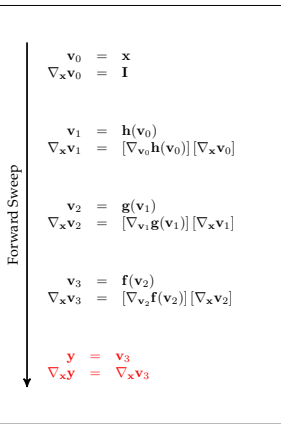 Forward Sweep
v₀ = x
∇ₓv₀ = I
v₁ = h(v₀)
∇ₓv₁ = [∇ᵥ₀h(v₀)] [∇ₓv₀]
v₂ = g(v₁)
∇ₓv₂ = [∇ᵥ₁g(v₁)] [∇ₓv₁]
v₃ = f(v₂)
∇ₓv₃ = [∇ᵥ₂f(v₂)] [∇ₓv₂]
y = v₃
∇ₓy = ∇ₓv₃